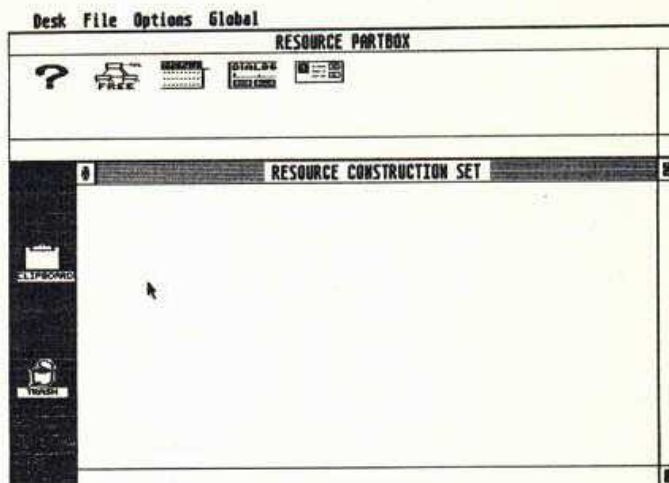 Desk File Options Global
RESOURCE PARTBOX
?
FREE
DIALOG
RESOURCE CONSTRUCTION SET
CLIPBOARD
TRASH